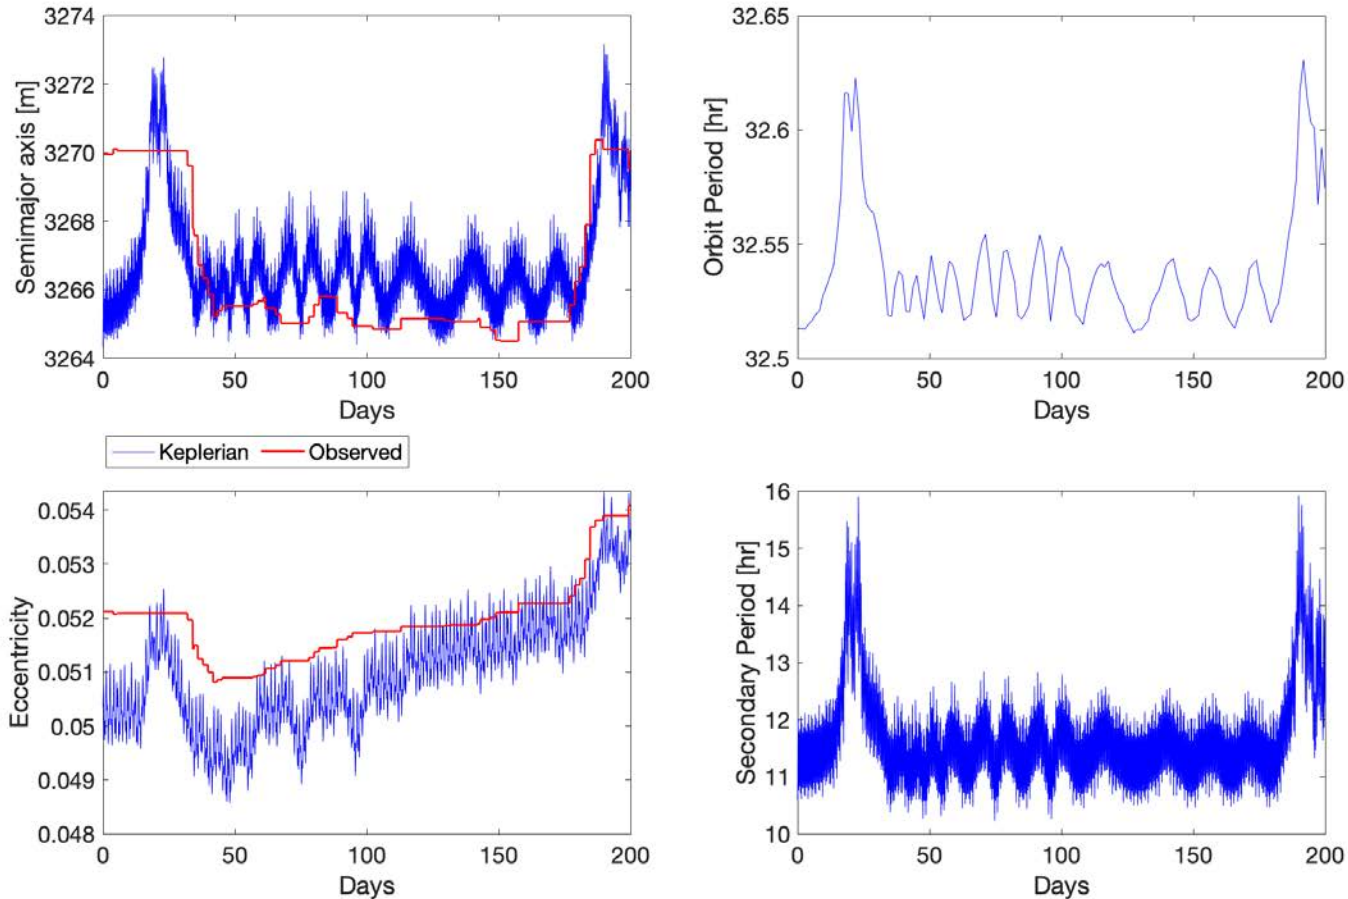 3274
3272
3270
3268
3266
3264
Semimajor axis [m]
0 50 100 150 200
Days
32.65
32.6
32.55
32.5
Orbit Period [hr]
0 50 100 150 200
Days
Keplerian Observed
0.054
0.053
0.052
0.051
0.05
0.049
0.048
Eccentricity
0 50 100 150 200
Days
16
15
14
13
12
11
10
Secondary Period [hr]
0 50 100 150 200
Days